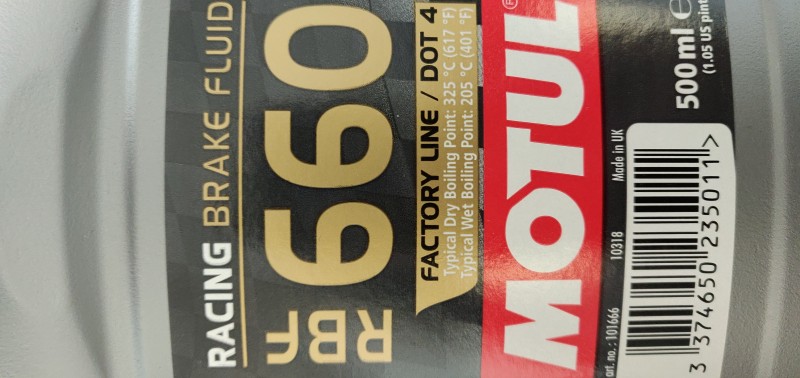 RACING BRAKE FLUID
RBF
660
FACTORY LINE / DOT 4
Typical Dry Boiling Point: 325 °C (617 °F)
Typical Wet Boiling Point: 205 °C (401 °F)
MOTUL®
500 ml e
(1.05 US pint
art. no.: 101666 10318 Made in UK
3 374650 235011 >